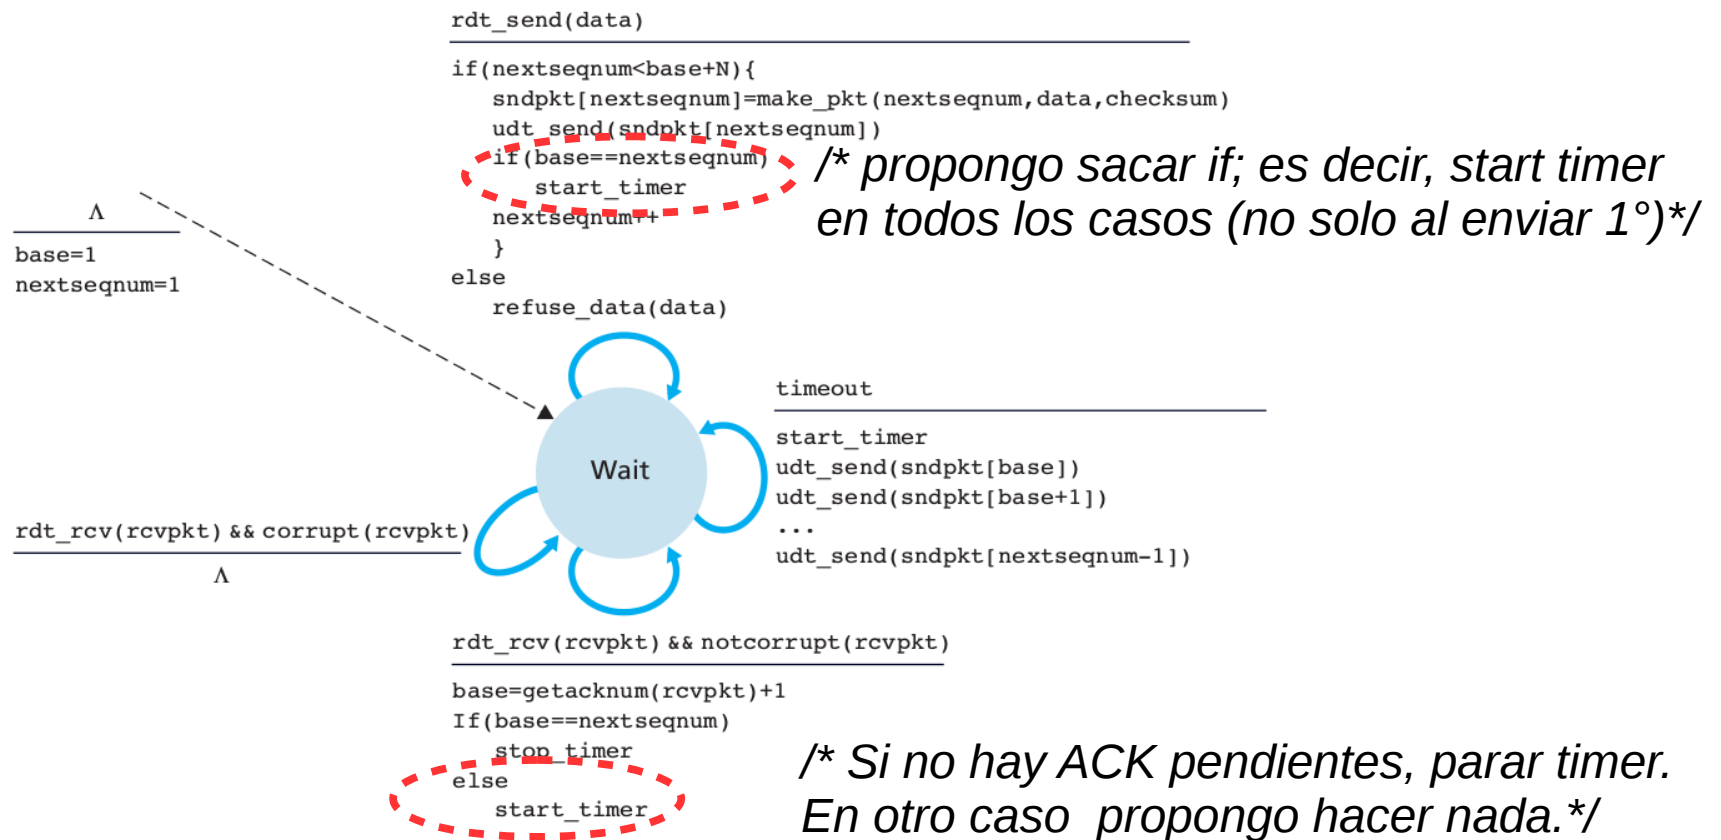 rdt_send(data)
if(nextseqnum<base+N){
sndpkt[nextseqnum]=make_pkt(nextseqnum,data,checksum)
udt_send(sndpkt[nextseqnum])
if(base==nextseqnum)
start_timer
nextseqnum++
}
else
refuse_data(data)
/* propongo sacar if; es decir, start timer
en todos los casos (no solo al enviar 1°)*/
Λ
base=1
nextseqnum=1
timeout
start_timer
udt_send(sndpkt[base])
udt_send(sndpkt[base+1])
...
udt_send(sndpkt[nextseqnum-1])
Wait
rdt_rcv(rcvpkt) && corrupt(rcvpkt)
Λ
rdt_rcv(rcvpkt) && notcorrupt(rcvpkt)
base=getacknum(rcvpkt)+1
If(base==nextseqnum)
stop_timer
else
start_timer
/* Si no hay ACK pendientes, parar timer.
En otro caso propongo hacer nada.*/